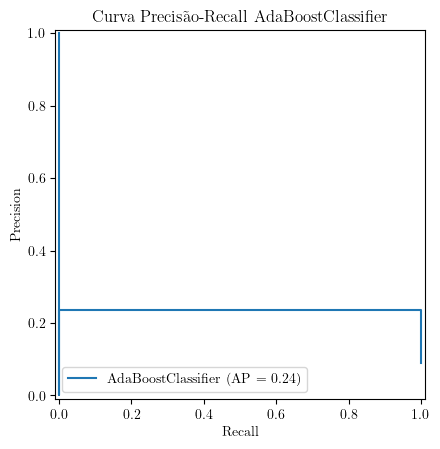 Curva Precisão-Recall AdaBoostClassifier
1.0
0.8
0.6
0.4
0.2
0.0
Precision
AdaBoostClassifier (AP = 0.24)
0.0 0.2 0.4 0.6 0.8 1.0
Recall